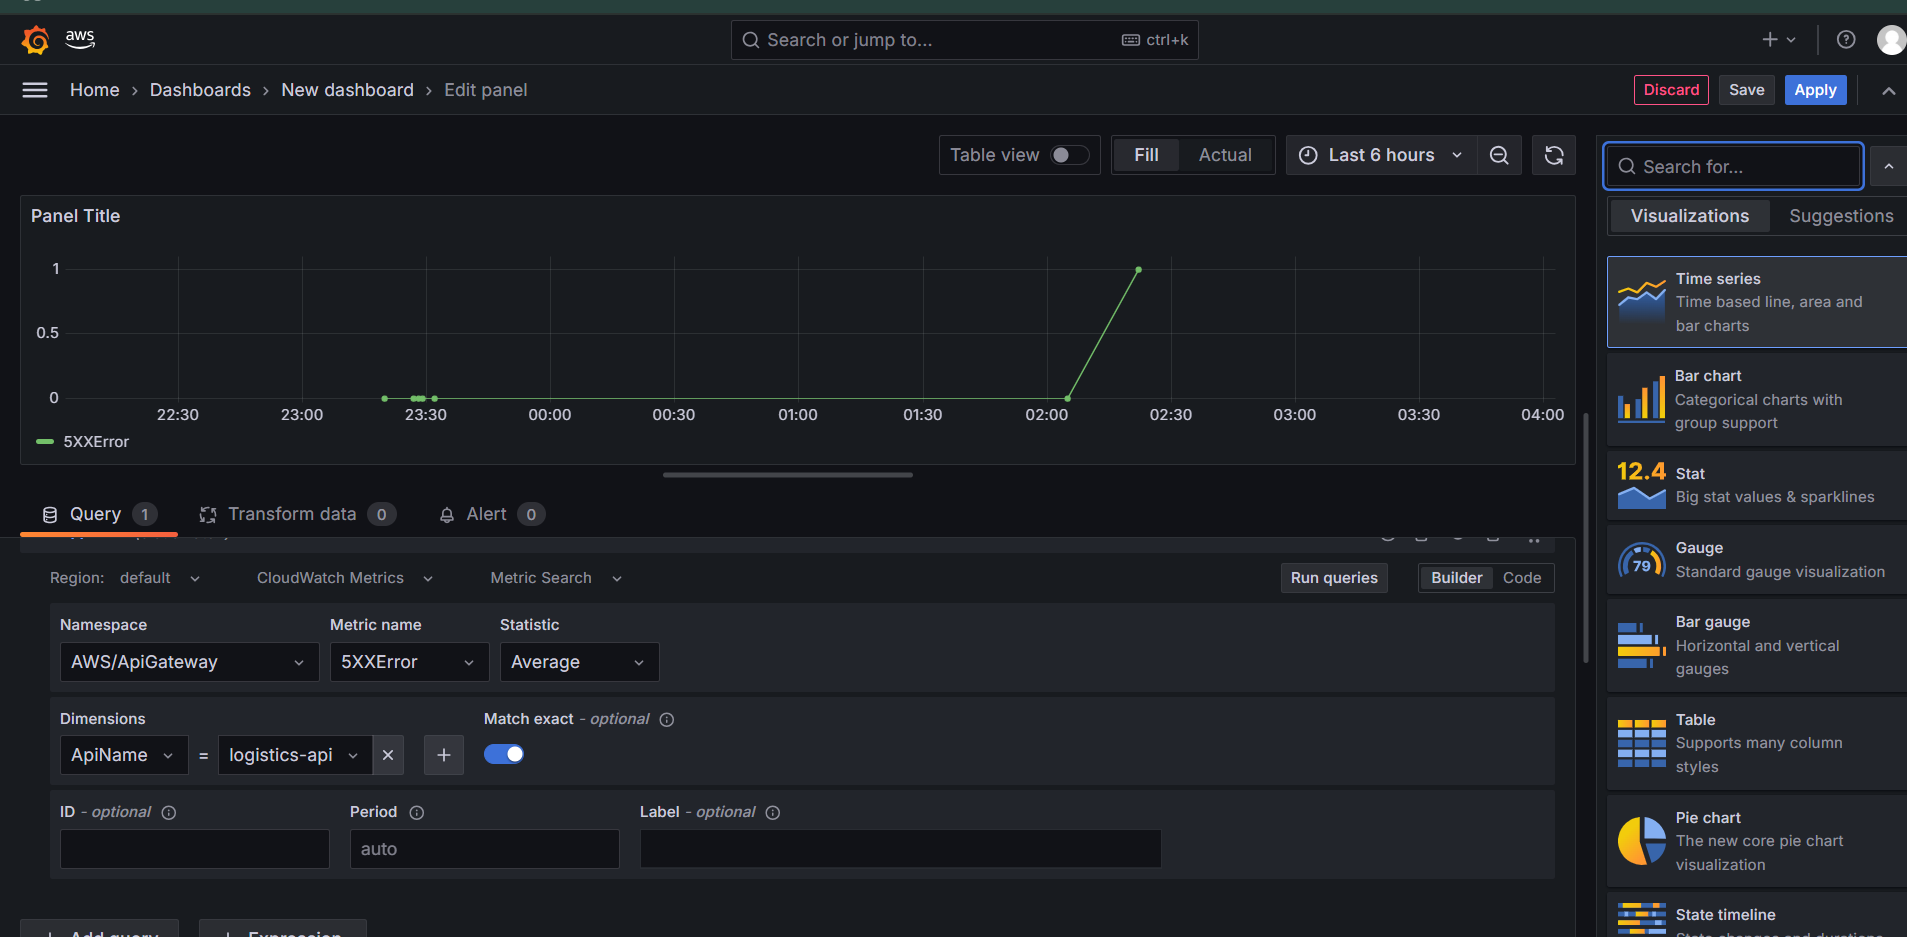 aws
Search or jump to...
ctrl+k
Home › Dashboards › New dashboard › Edit panel
Discard
Save
Apply
Table view
Fill
Actual
Last 6 hours
Search for...
Visualizations
Suggestions
Panel Title
1
0.5
0
22:30 23:00 23:30 00:00 00:30 01:00 01:30 02:00 02:30 03:00 03:30 04:00
5XXError
Query 1
Transform data 0
Alert 0
Region: default
CloudWatch Metrics
Metric Search
Run queries
Builder
Code
Namespace
Metric name
Statistic
AWS/ApiGateway
5XXError
Average
Dimensions
Match exact - optional
ApiName
=
logistics-api
ID - optional
Period
Label - optional
auto
Add query
Expression
Time series
Time based line, area and
bar charts
Bar chart
Categorical charts with
group support
12.4
Stat
Big stat values & sparklines
79
Gauge
Standard gauge visualization
Bar gauge
Horizontal and vertical
gauges
Table
Supports many column
styles
Pie chart
The new core pie chart
visualization
State timeline
State changes and durations